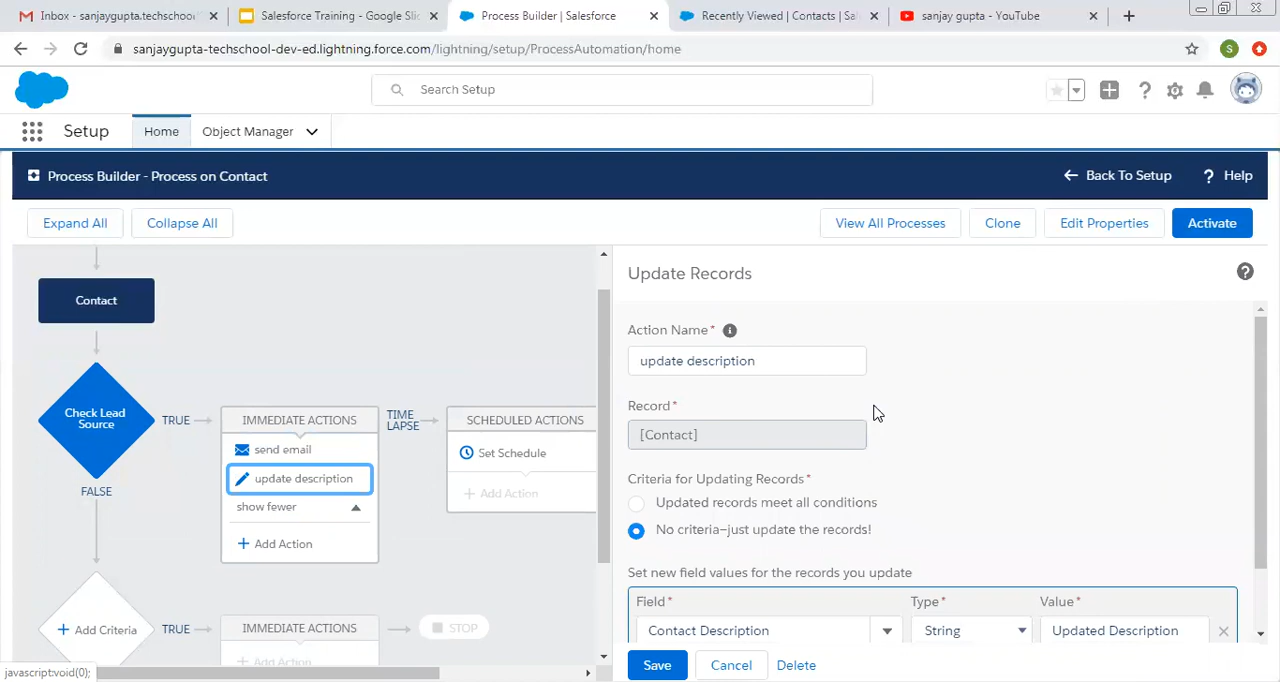 Inbox - sanjaygupta.techschool
Salesforce Training - Google Slid
Process Builder | Salesforce
Recently Viewed | Contacts | Sal
sanjay gupta - YouTube
sanjaygupta-techschool-dev-ed.lightning.force.com/lightning/setup/ProcessAutomation/home
S
Search Setup
Setup
Home
Object Manager
Process Builder - Process on Contact
Back To Setup
? Help
Expand All
Collapse All
View All Processes
Clone
Edit Properties
Activate
Contact
Check Lead
Source
TRUE
FALSE
IMMEDIATE ACTIONS
send email
update description
show fewer
+ Add Action
TIME
LAPSE
SCHEDULED ACTIONS
Set Schedule
+ Add Action
+ Add Criteria
TRUE
IMMEDIATE ACTIONS
+ Add Action
STOP
Update Records
Action Name*
update description
Record*
[Contact]
Criteria for Updating Records*
Updated records meet all conditions
No criteria—just update the records!
Set new field values for the records you update
Field*
Type*
Value*
Contact Description
String
Updated Description
Save
Cancel
Delete
javascript:void(0);